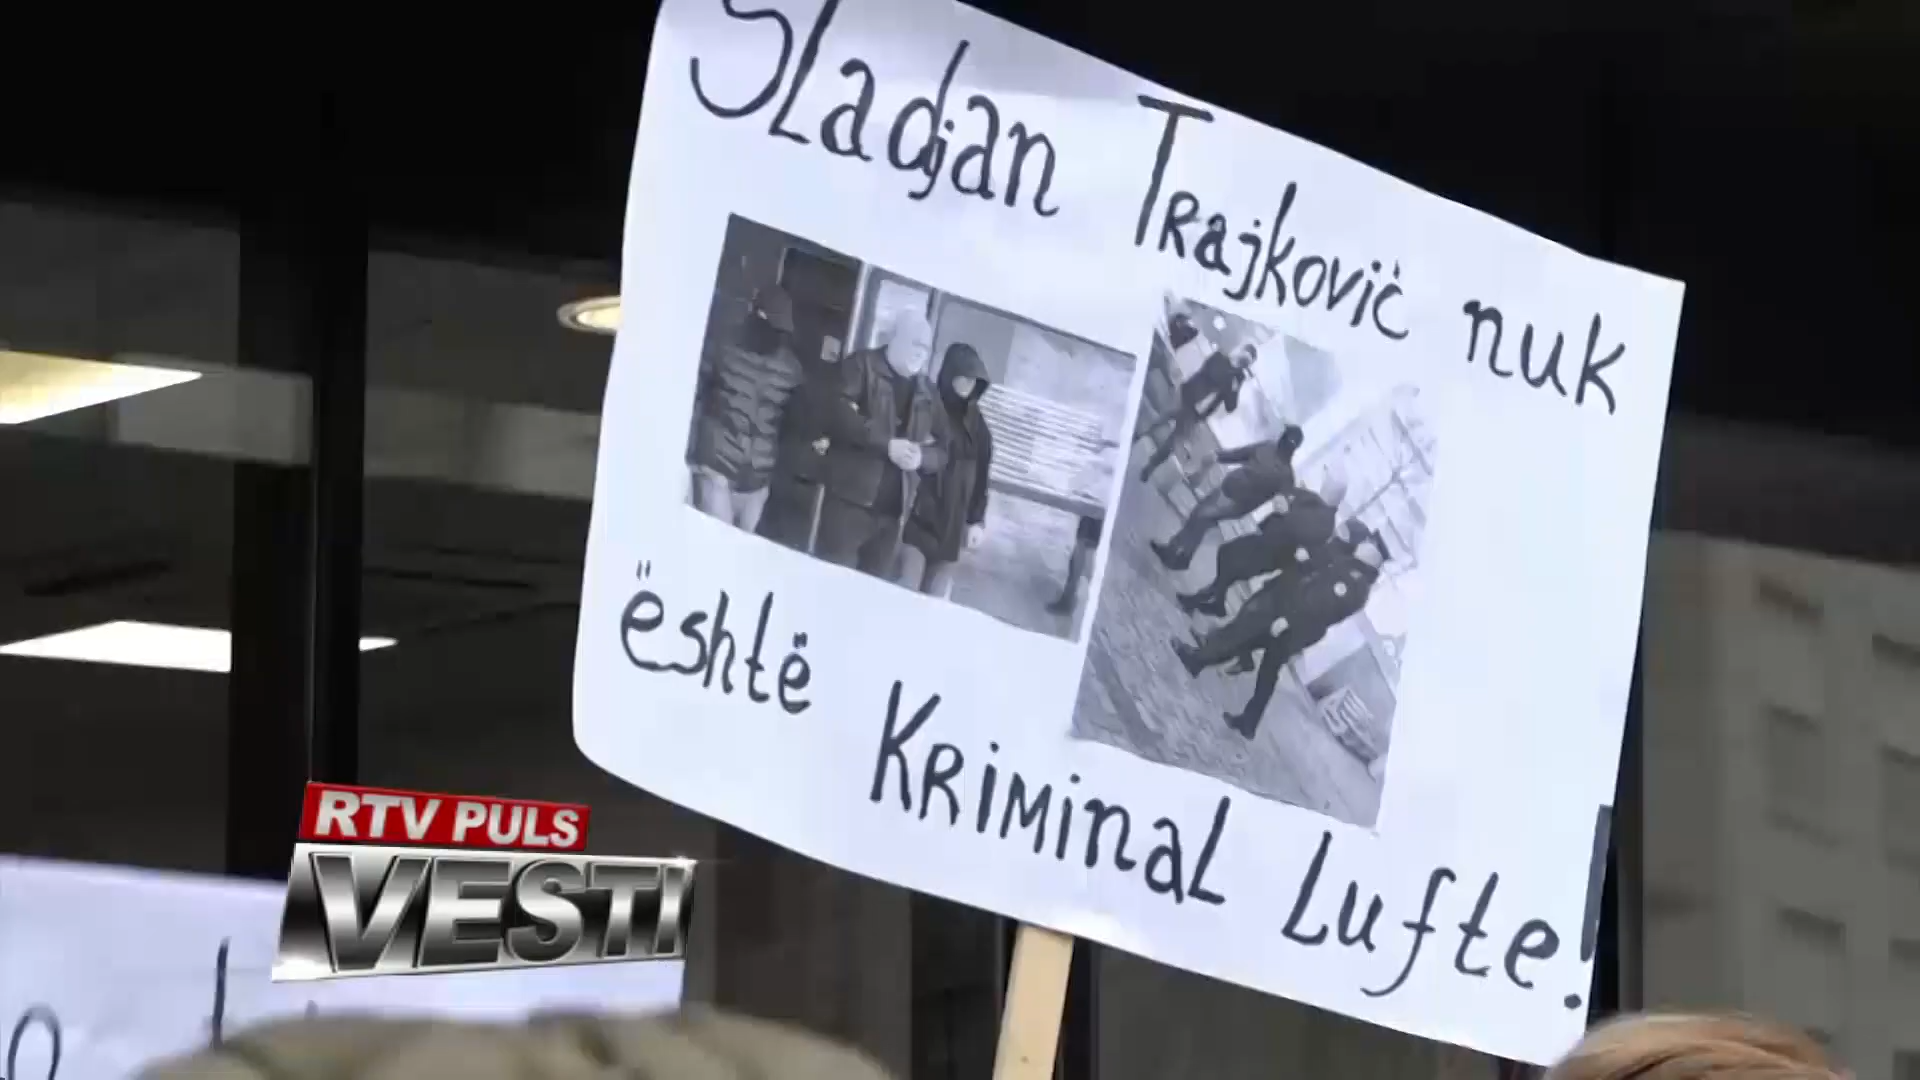 Sladjan Trajković nuk
është Kriminal Lufte!
RTV PULS
VESTI